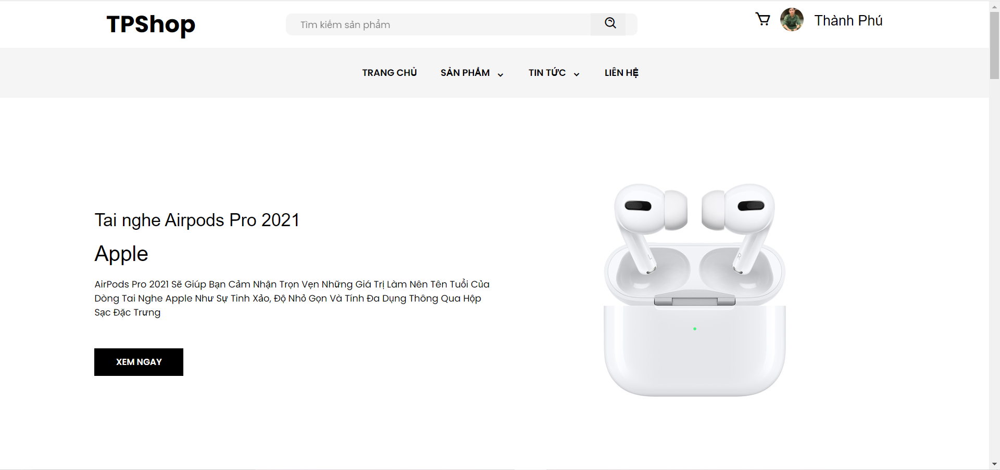 TPShop
Tìm kiếm sản phẩm
Thành Phú
TRANG CHỦ
SẢN PHẨM
TIN TỨC
LIÊN HỆ
Tai nghe Airpods Pro 2021
Apple
AirPods Pro 2021 Sẽ Giúp Bạn Cảm Nhận Trọn Vẹn Những Giá Trị Làm Nên Tên Tuổi Của
Dòng Tai Nghe Apple Như Sự Tinh Xảo, Độ Nhỏ Gọn Và Tính Đa Dụng Thông Qua Hộp
Sạc Đặc Trưng
XEM NGAY
L
R